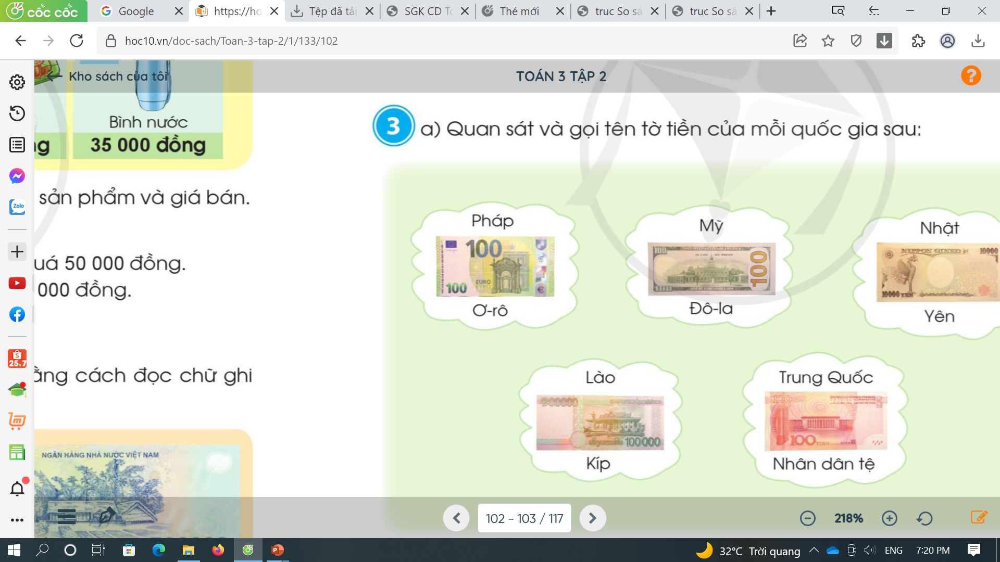 cốc cốc
Google
https://ho
Tệp đã tải
SGK CD To
Thẻ mới
truc So sá
truc So sá
hoc10.vn/doc-sach/Toan-3-tap-2/1/133/102
Kho sách của tôi
TOÁN 3 TẬP 2
Bình nước
35 000 đồng
sản phẩm và giá bán.
uá 50 000 đồng.
000 đồng.
ằng cách đọc chữ ghi
NGÂN HÀNG NHÀ NƯỚC VIỆT NAM
3 a) Quan sát và gọi tên tờ tiền của mỗi quốc gia sau:
Pháp
100
EURO
100
Ơ-rô
Mỹ
100
100
Đô-la
Nhật
NIPPON GINKO
10000
10000 YEN
Yên
Lào
100000
Kíp
Trung Quốc
100
100 YUAN
Nhân dân tệ
Zalo
25.7
102 - 103 / 117
218%
32°C Trời quang
ENG
7:20 PM